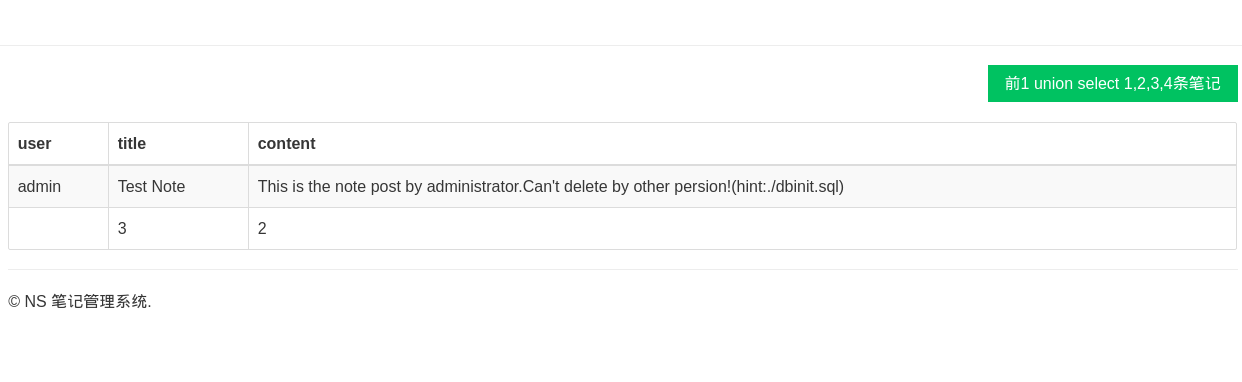 前1 union select 1,2,3,4条笔记
user title content
admin Test Note This is the note post by administrator.Can't delete by other persion!(hint:./dbinit.sql)
3 2
© NS 笔记管理系统.